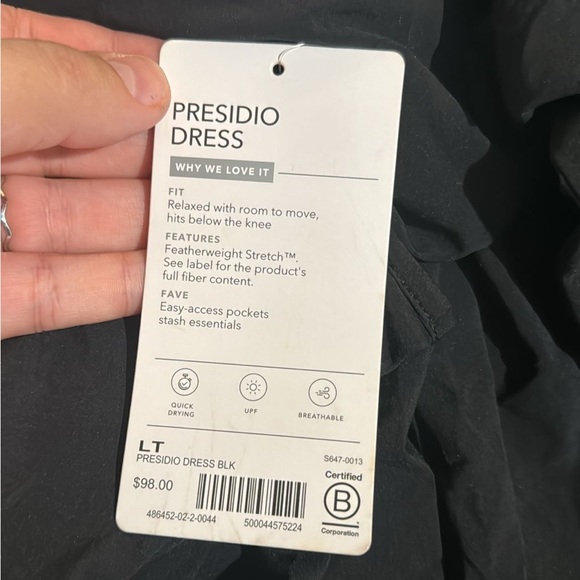 PRESIDIO
DRESS
WHY WE LOVE IT
FIT
Relaxed with room to move,
hits below the knee
FEATURES
Featherweight Stretch™.
See label for the product's
full fiber content.
FAVE
Easy-access pockets
stash essentials
QUICK
DRYING
UPF
BREATHABLE
LT
PRESIDIO DRESS BLK
S647-0013
$98.00
486452-02-2-0044
500044575224
Certified
B
Corporation